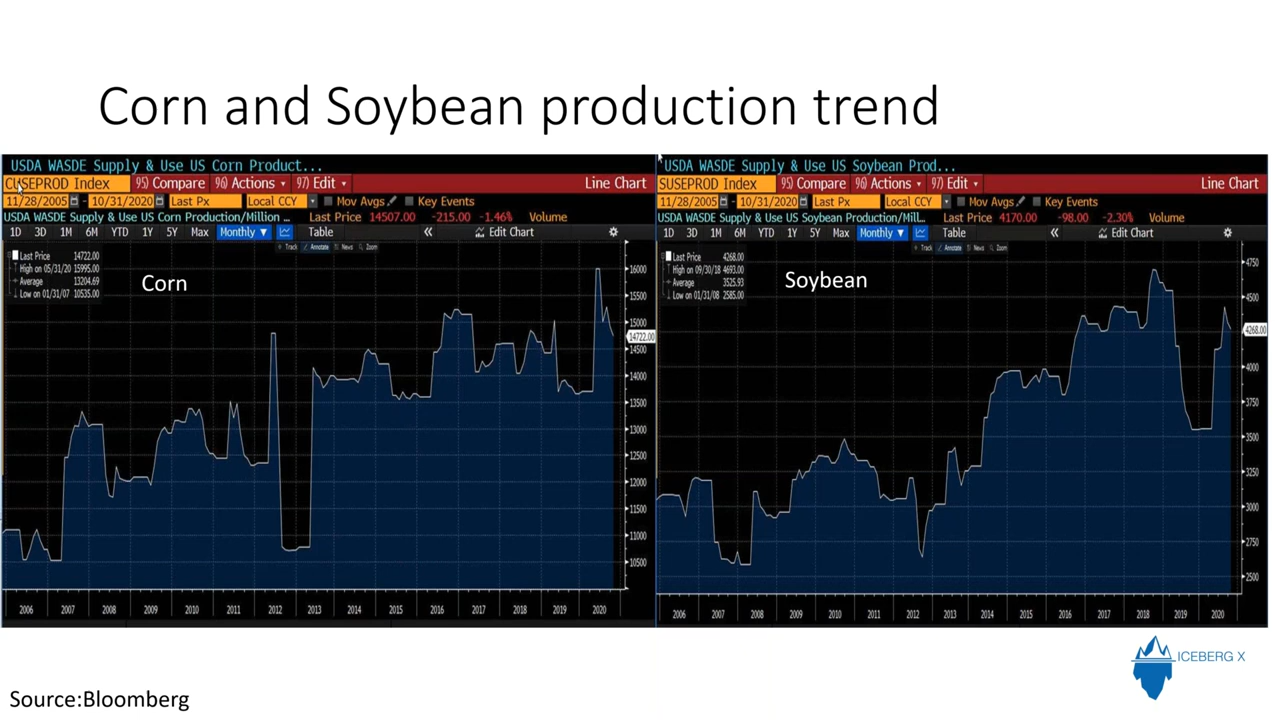 Corn and Soybean production trend
USDA WASDE Supply & Use US Corn Product...
CUSEPROD Index 95) Compare 96) Actions 97) Edit Line Chart
11/28/2005 - 10/31/2020 Last Px Local CCY Mov Avgs Key Events
USDA WASDE Supply & Use US Corn Production/Million ... Last Price 14507.00 -215.00 -1.46% Volume
1D 3D 1M 6M YTD 1Y 5Y Max Monthly ▼ Table « Edit Chart
Track Annotate News Zoom
Last Price 14722.00
High on 05/31/20 15995.00
Average 13204.69
Low on 01/31/07 10535.00
Corn
16000
15500
15000
14722.00
14500
14000
13500
13000
12500
12000
11500
11000
10500
2006 2007 2008 2009 2010 2011 2012 2013 2014 2015 2016 2017 2018 2019 2020
USDA WASDE Supply & Use US Soybean Prod...
SUSEPROD Index 95) Compare 96) Actions 97) Edit Line Chart
11/28/2005 - 10/31/2020 Last Px Local CCY Mov Avgs Key Events
USDA WASDE Supply & Use US Soybean Production/Mill... Last Price 4170.00 -98.00 -2.30% Volume
1D 3D 1M 6M YTD 1Y 5Y Max Monthly ▼ Table « Edit Chart
Track Annotate News Zoom
Last Price 4268.00
High on 09/30/18 4693.00
Average 3525.93
Low on 01/31/08 2585.00
Soybean
4750
4500
4268.00
4000
3750
3500
3250
3000
2750
2500
2006 2007 2008 2009 2010 2011 2012 2013 2014 2015 2016 2017 2018 2019 2020
ICEBERG X
Source:Bloomberg